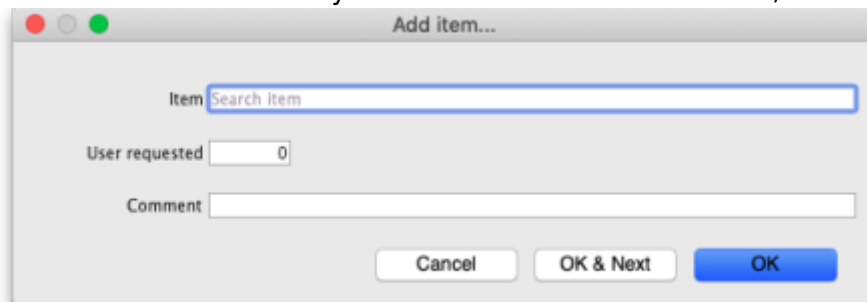 Add item...
Item Search item
User requested 0
Comment
Cancel OK & Next OK